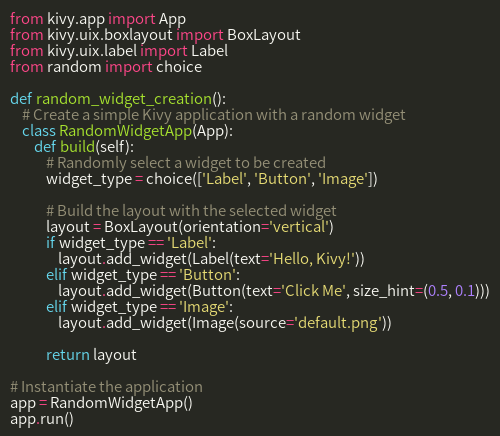 from kivy.app import App
from kivy.uix.boxlayout import BoxLayout
from kivy.uix.label import Label
from random import choice

def random_widget_creation():
    # Create a simple Kivy application with a random widget
    class RandomWidgetApp(App):
        def build(self):
            # Randomly select a widget to be created
            widget_type = choice(['Label', 'Button', 'Image'])

            # Build the layout with the selected widget
            layout = BoxLayout(orientation='vertical')
            if widget_type == 'Label':
                layout.add_widget(Label(text='Hello, Kivy!'))
            elif widget_type == 'Button':
                layout.add_widget(Button(text='Click Me', size_hint=(0.5, 0.1)))
            elif widget_type == 'Image':
                layout.add_widget(Image(source='default.png'))

            return layout

# Instantiate the application
app = RandomWidgetApp()
app.run()